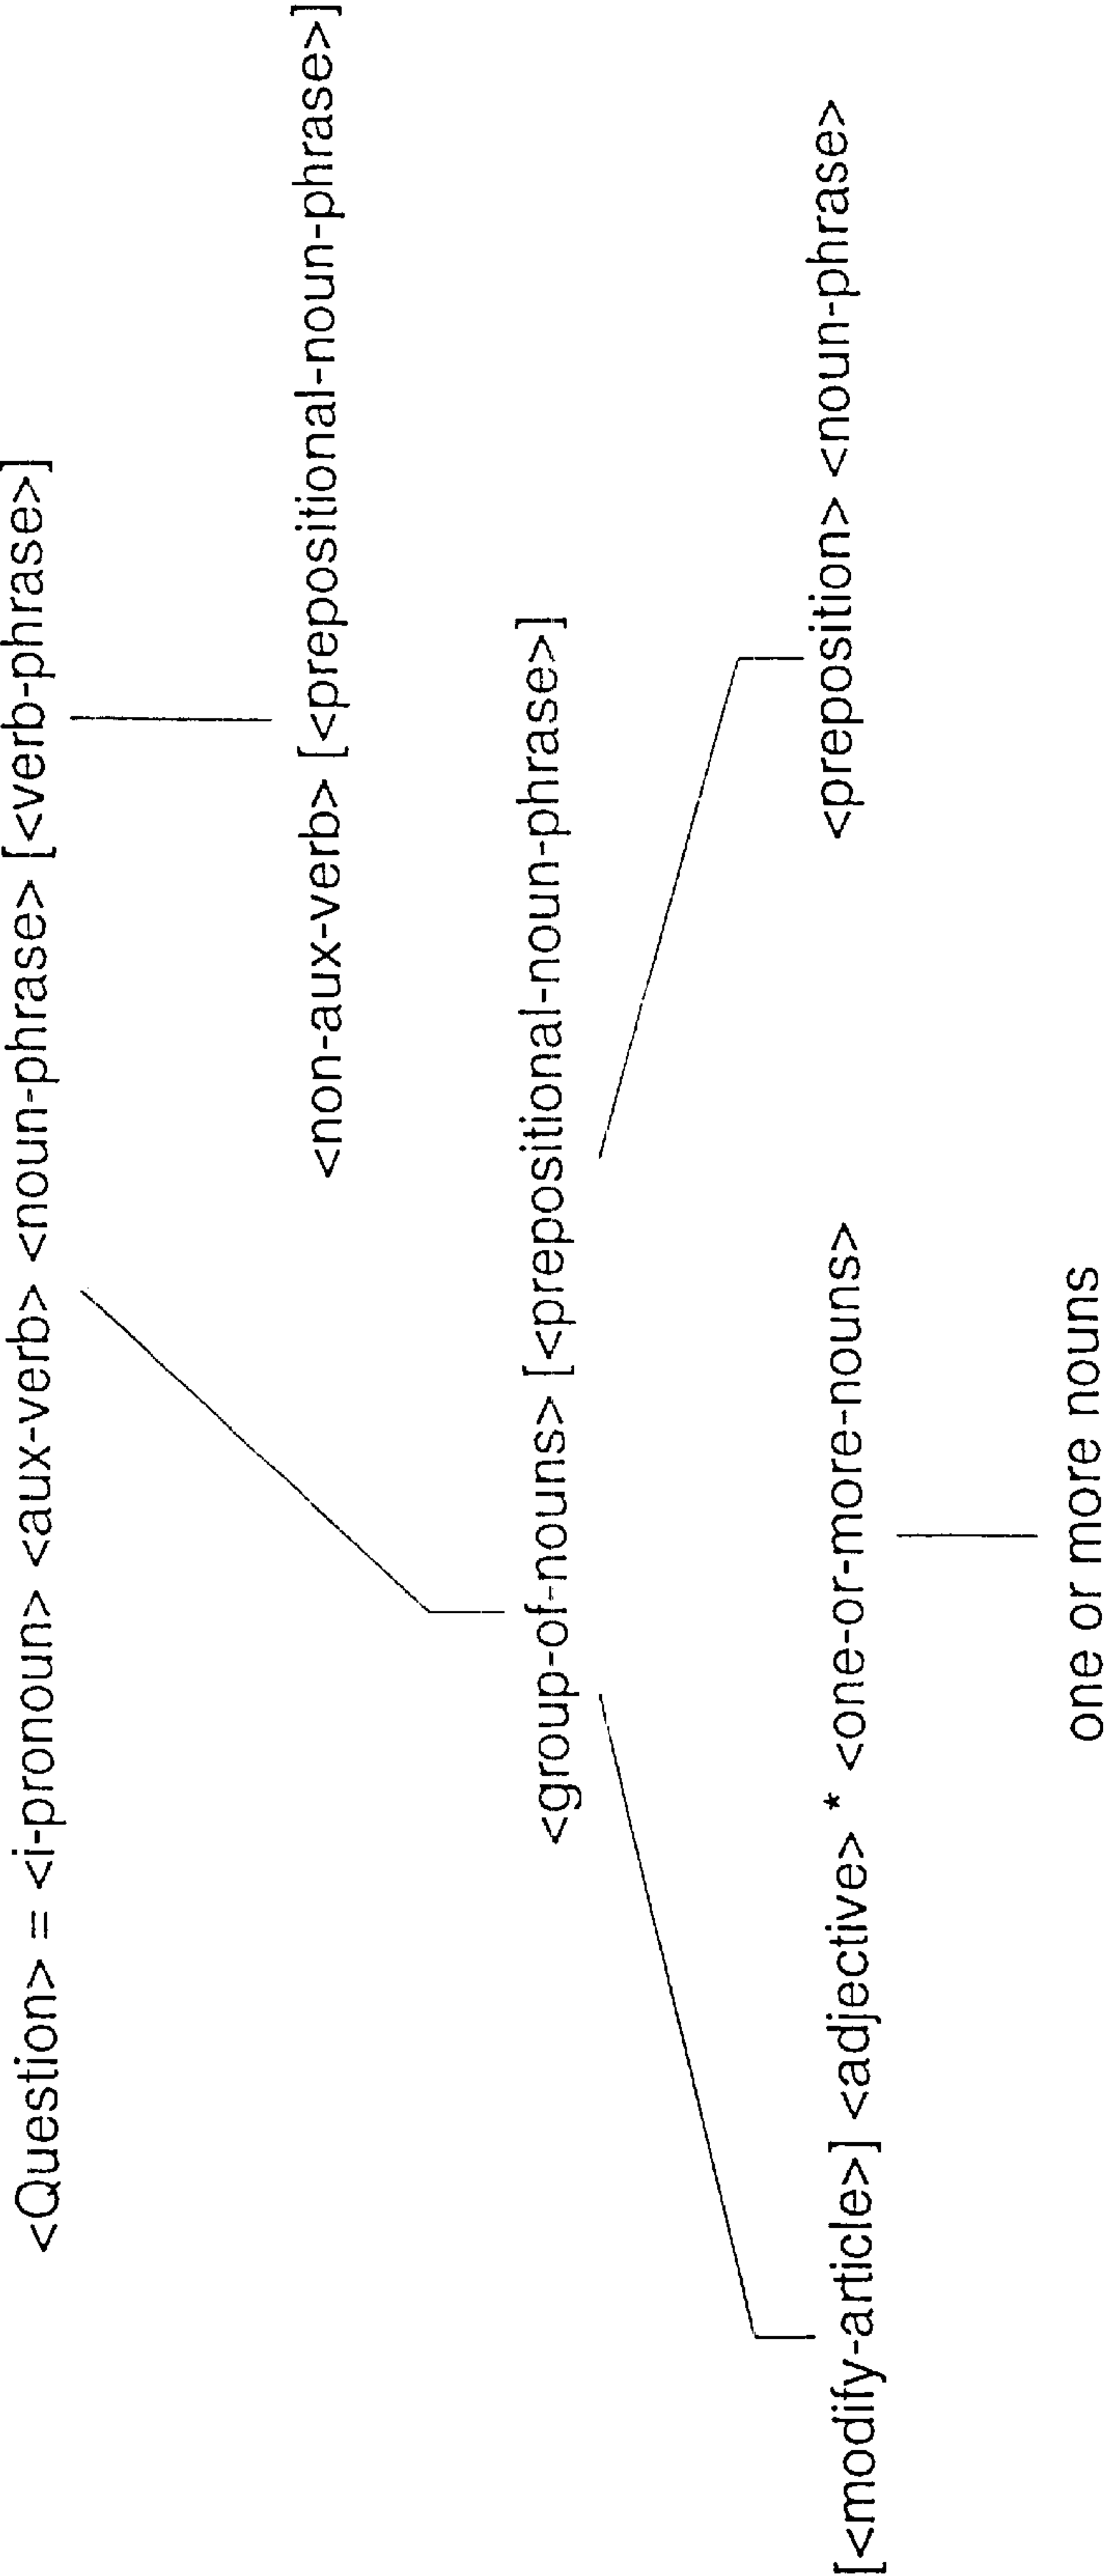 <Question> = <i-pronoun> <aux-verb> <noun-phrase> [<verb-phrase>]
<non-aux-verb> [<prepositional-noun-phrase>]
<group-of-nouns> [<prepositional-noun-phrase>]
[<modify-article>] <adjective> * <one-or-more-nouns>
<preposition> <noun-phrase>
one or more nouns